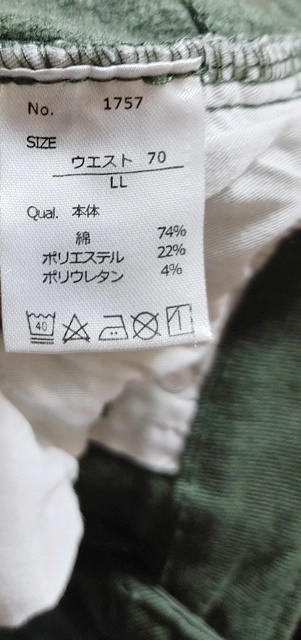 No. 1757
SIZE
ウエスト 70
LL
Qual. 本体
綿 74%
ポリエステル 22%
ポリウレタン 4%
40